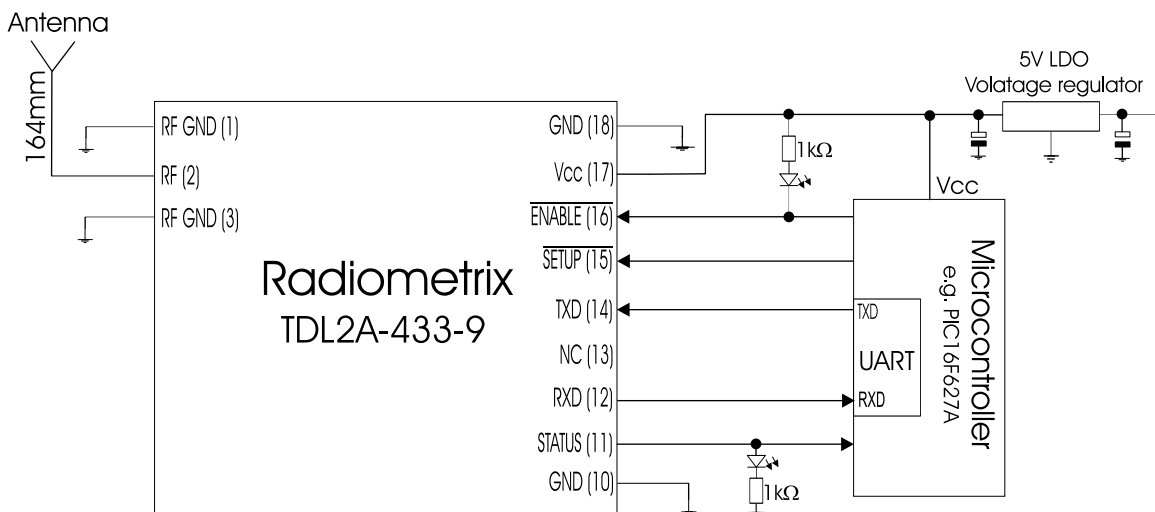 Antenna
164mm
RF GND (1)
RF (2)
RF GND (3)
Radiometrix
TDL2A-433-9
GND (18)
Vcc (17)
ENABLE (16)
SETUP (15)
TXD (14)
NC (13)
RXD (12)
STATUS (11)
GND (10)
1kΩ
1kΩ
5V LDO
Volatage regulator
Vcc
TXD
UART
RXD
Microcontroller
e.g. PIC16F627A